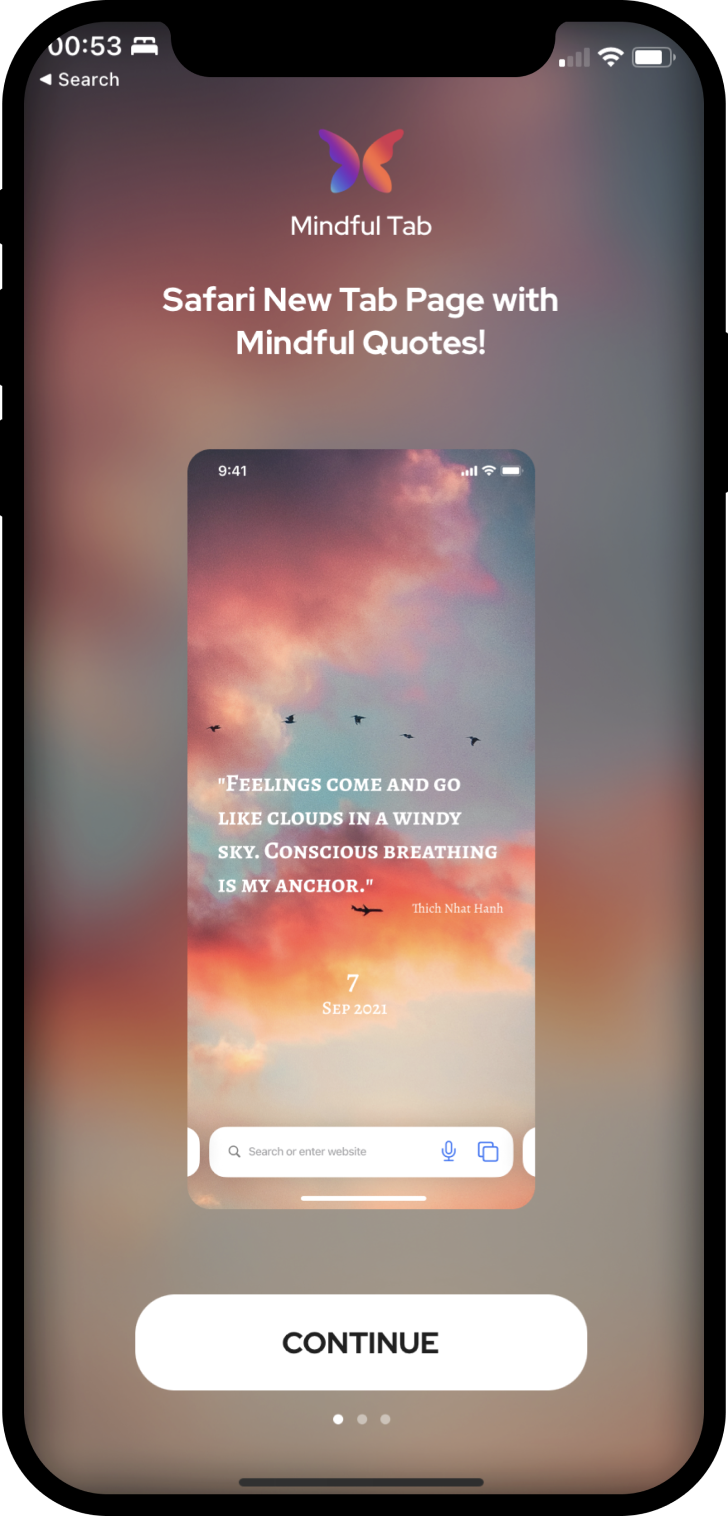 00:53
◀ Search
Mindful Tab
Safari New Tab Page with
Mindful Quotes!
9:41
"Feelings come and go
like clouds in a windy
sky. Conscious breathing
is my anchor."
Thich Nhat Hanh
7
Sep 2021
Search or enter website
CONTINUE